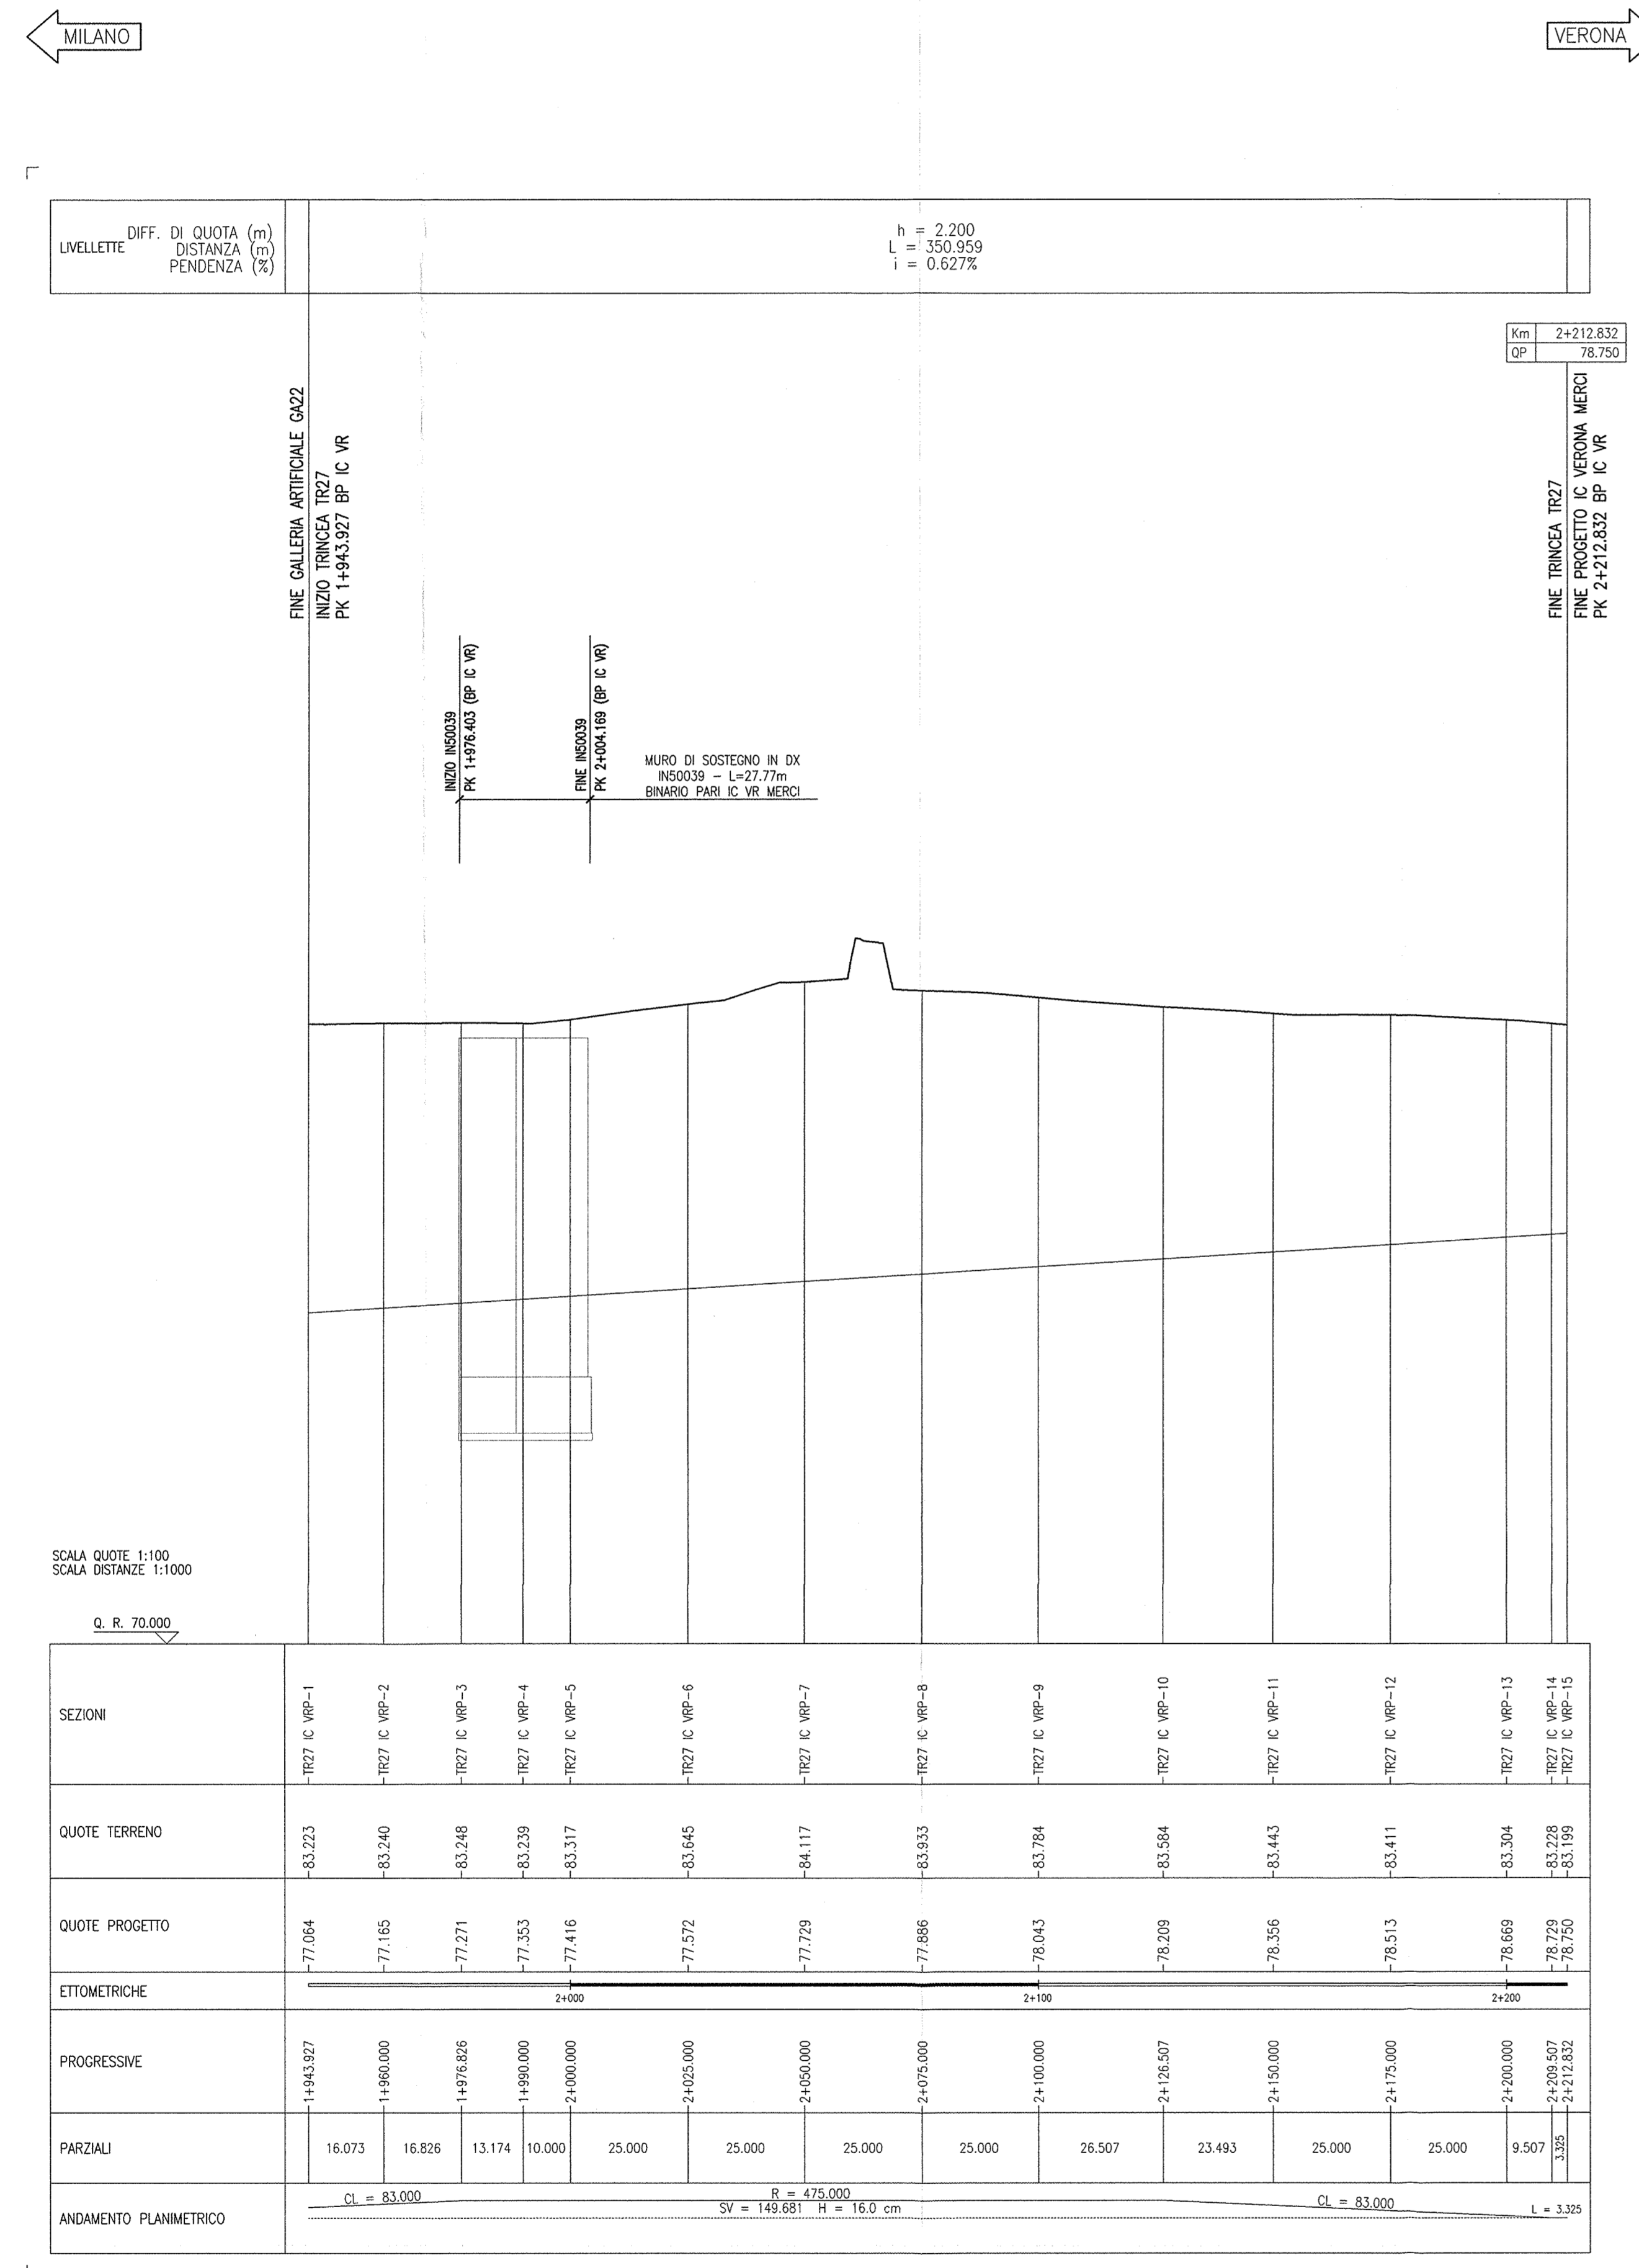 MILANO
VERONA
LIVELLETTE
DIFF. DI QUOTA (m)
DISTANZA (m)
PENDENZA (%)
h = 2.200
L = 350.959
i = 0.627%
Km 2+212.832
QP 78.750
FINE GALLERIA ARTIFICIALE GA22
INIZIO TRINCEA TR27
PK 1+943.927 BP IC VR
FINE TRINCEA TR27
FINE PROGETTO IC VERONA MERCI
PK 2+212.832 BP IC VR
INIZIO IN50039
PK 1+976.403 (BP IC VR)
FINE IN50039
PK 2+004.169 (BP IC VR)
MURO DI SOSTEGNO IN DX
IN50039 - L=27.77m
BINARIO PARI IC VR MERCI
SCALA QUOTE 1:100
SCALA DISTANZE 1:1000
Q. R. 70.000
SEZIONI
TR27 IC VRP-1
TR27 IC VRP-2
TR27 IC VRP-3
TR27 IC VRP-4
TR27 IC VRP-5
TR27 IC VRP-6
TR27 IC VRP-7
TR27 IC VRP-8
TR27 IC VRP-9
TR27 IC VRP-10
TR27 IC VRP-11
TR27 IC VRP-12
TR27 IC VRP-13
TR27 IC VRP-14
TR27 IC VRP-15
QUOTE TERRENO
83.223
83.240
83.248
83.239
83.317
83.645
84.117
83.933
83.784
83.584
83.443
83.411
83.304
83.228
83.199
QUOTE PROGETTO
77.064
77.165
77.271
77.353
77.416
77.572
77.729
77.886
78.043
78.209
78.356
78.513
78.669
78.729
78.750
ETTOMETRICHE
2+000
2+100
2+200
PROGRESSIVE
1+943.927
1+960.000
1+976.826
1+990.000
2+000.000
2+025.000
2+050.000
2+075.000
2+100.000
2+126.507
2+150.000
2+175.000
2+200.000
2+209.507
2+212.832
PARZIALI
16.073
16.826
13.174
10.000
25.000
25.000
25.000
25.000
26.507
23.493
25.000
25.000
9.507
3.325
ANDAMENTO PLANIMETRICO
CL = 83.000
R = 475.000
SV = 149.681 H = 16.0 cm
CL = 83.000
L = 3.325